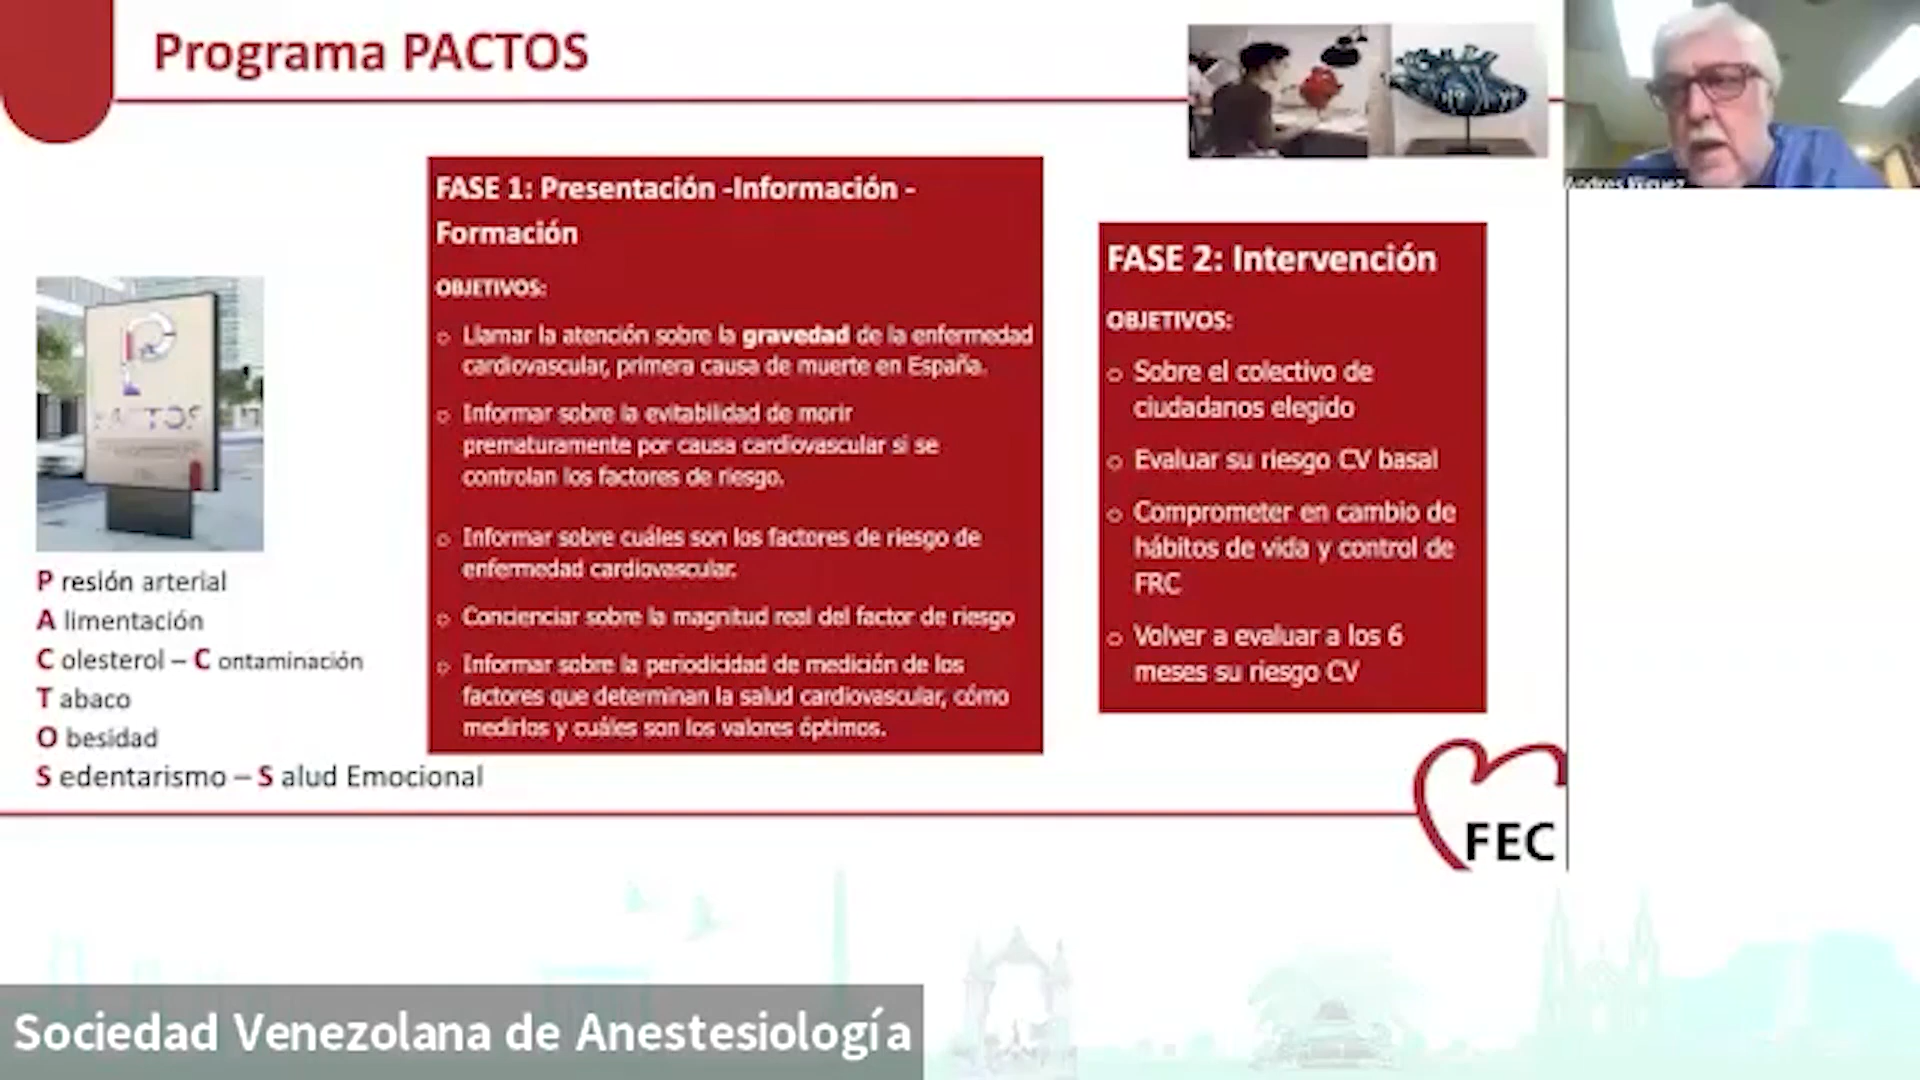 Programa PACTOS
FASE 1: Presentación -Información -
Formación
OBJETIVOS:
o Llamar la atención sobre la gravedad de la enfermedad
cardiovascular, primera causa de muerte en España.
o Informar sobre la evitabilidad de morir
prematuramente por causa cardiovascular si se
controlan los factores de riesgo.
o Informar sobre cuáles son los factores de riesgo de
enfermedad cardiovascular.
o Concienciar sobre la magnitud real del factor de riesgo
o Informar sobre la periodicidad de medición de los
factores que determinan la salud cardiovascular, cómo
medirlos y cuáles son los valores óptimos.
FASE 2: Intervención
OBJETIVOS:
o Sobre el colectivo de
ciudadanos elegido
o Evaluar su riesgo CV basal
o Comprometer en cambio de
hábitos de vida y control de
FRC
o Volver a evaluar a los 6
meses su riesgo CV
P
PACTOS
P resión arterial
A limentación
C olesterol – C ontaminación
T abaco
O besidad
S edentarismo – S alud Emocional
FEC
Sociedad Venezolana de Anestesiología